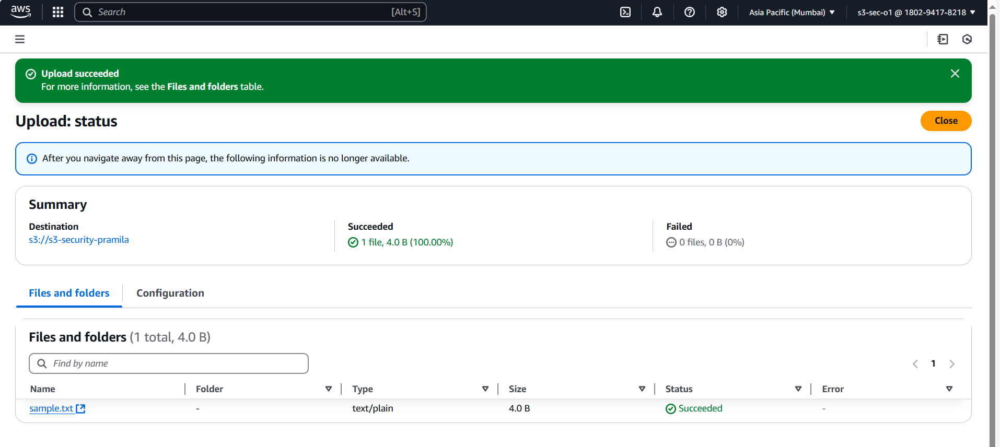 aws
Search [Alt+S]
Asia Pacific (Mumbai)
s3-sec-o1 @ 1802-9417-8218
Upload succeeded
For more information, see the Files and folders table.
Upload: status
Close
After you navigate away from this page, the following information is no longer available.
Summary
Destination
s3://s3-security-pramila
Succeeded
1 file, 4.0 B (100.00%)
Failed
0 files, 0 B (0%)
Files and folders
Configuration
Files and folders (1 total, 4.0 B)
Find by name
1
Name Folder Type Size Status Error
sample.txt - text/plain 4.0 B Succeeded -